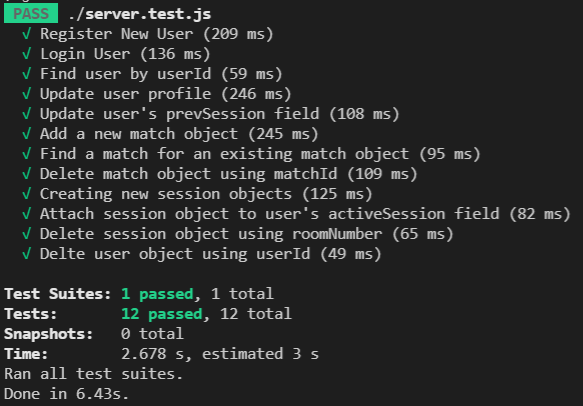 PASS ./server.test.js
√ Register New User (209 ms)
√ Login User (136 ms)
√ Find user by userId (59 ms)
√ Update user profile (246 ms)
√ Update user's prevSession field (108 ms)
√ Add a new match object (245 ms)
√ Find a match for an existing match object (95 ms)
√ Delete match object using matchId (109 ms)
√ Creating new session objects (125 ms)
√ Attach session object to user's activeSession field (82 ms)
√ Delete session object using roomNumber (65 ms)
√ Delte user object using userId (49 ms)
Test Suites: 1 passed, 1 total
Tests: 12 passed, 12 total
Snapshots: 0 total
Time: 2.678 s, estimated 3 s
Ran all test suites.
Done in 6.43s.